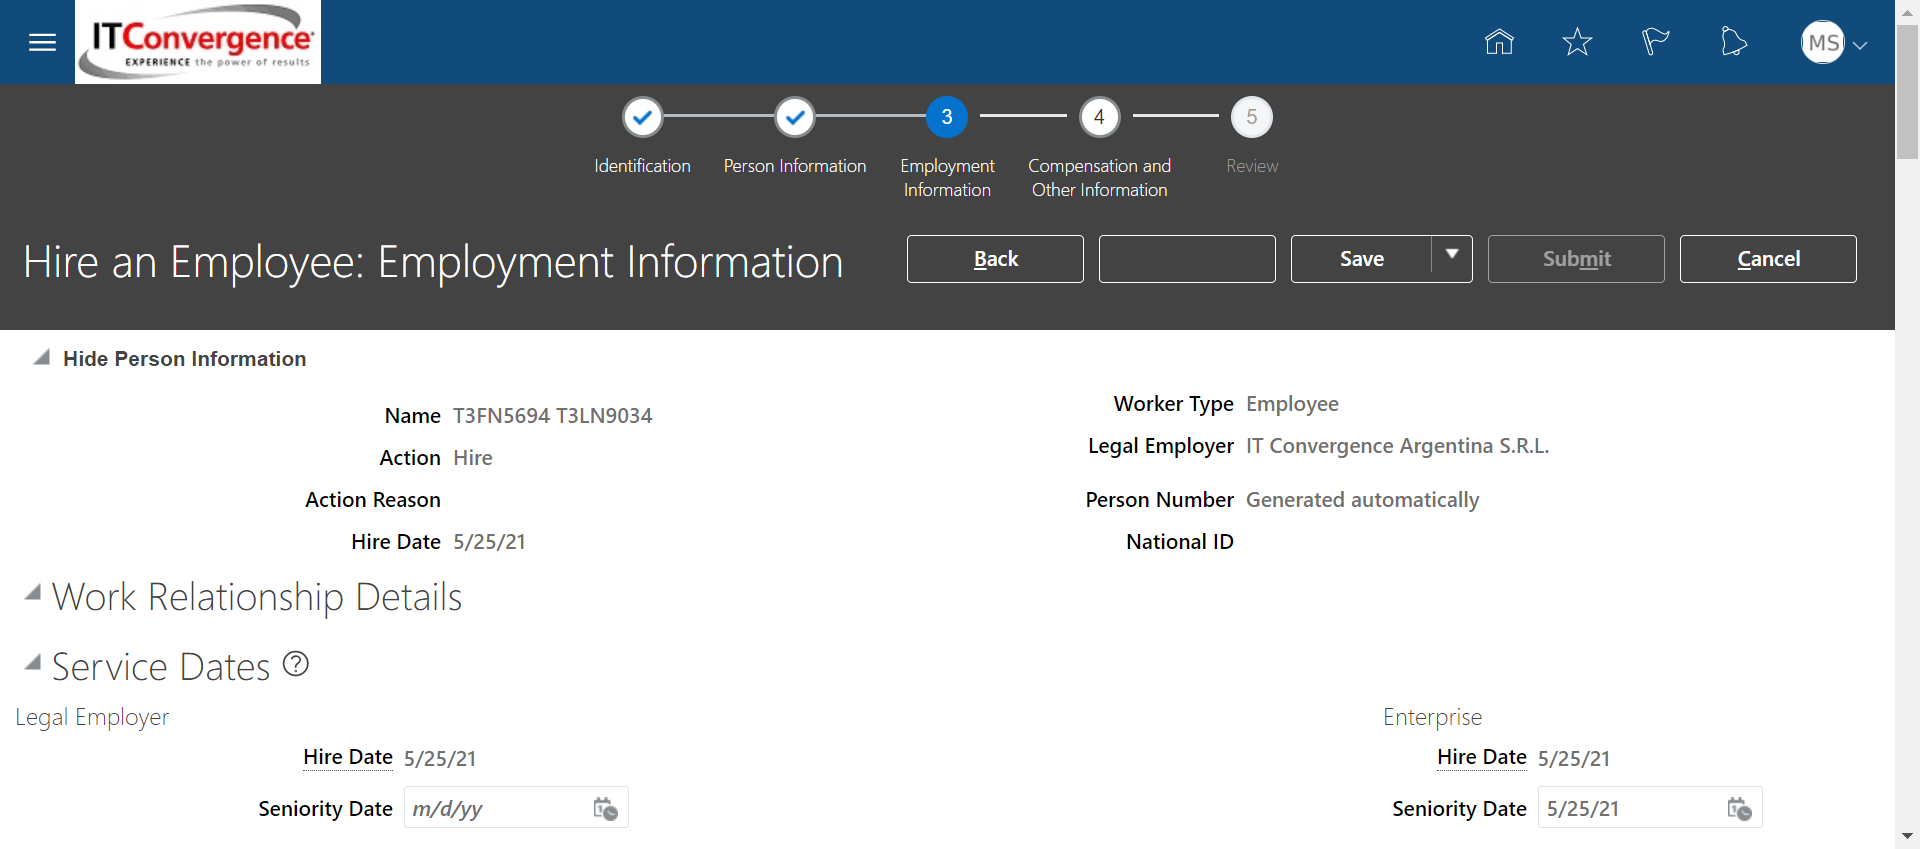 ITConvergence
EXPERIENCE the power of results
MS
3
4
5
Identification
Person Information
Employment
Information
Compensation and
Other Information
Review
Hire an Employee: Employment Information
Back
Save
Submit
Cancel
Hide Person Information
Name T3FN5694 T3LN9034
Action Hire
Action Reason
Hire Date 5/25/21
Worker Type Employee
Legal Employer IT Convergence Argentina S.R.L.
Person Number Generated automatically
National ID
Work Relationship Details
Service Dates ?
Legal Employer
Hire Date 5/25/21
Seniority Date m/d/yy
Enterprise
Hire Date 5/25/21
Seniority Date 5/25/21